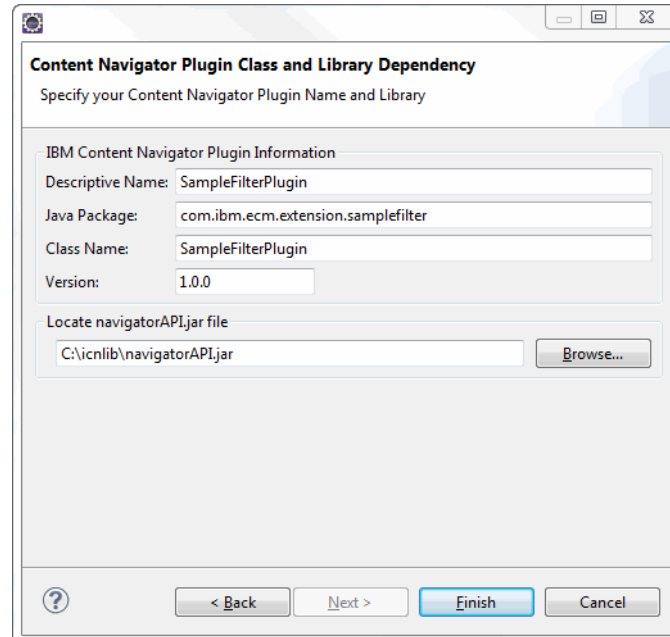 Content Navigator Plugin Class and Library Dependency
Specify your Content Navigator Plugin Name and Library
IBM Content Navigator Plugin Information
Descriptive Name: SampleFilterPlugin
Java Package: com.ibm.ecm.extension.samplefilter
Class Name: SampleFilterPlugin
Version: 1.0.0
Locate navigatorAPI.jar file
C:\icnlib\navigatorAPI.jar Browse...
? < Back Next > Finish Cancel